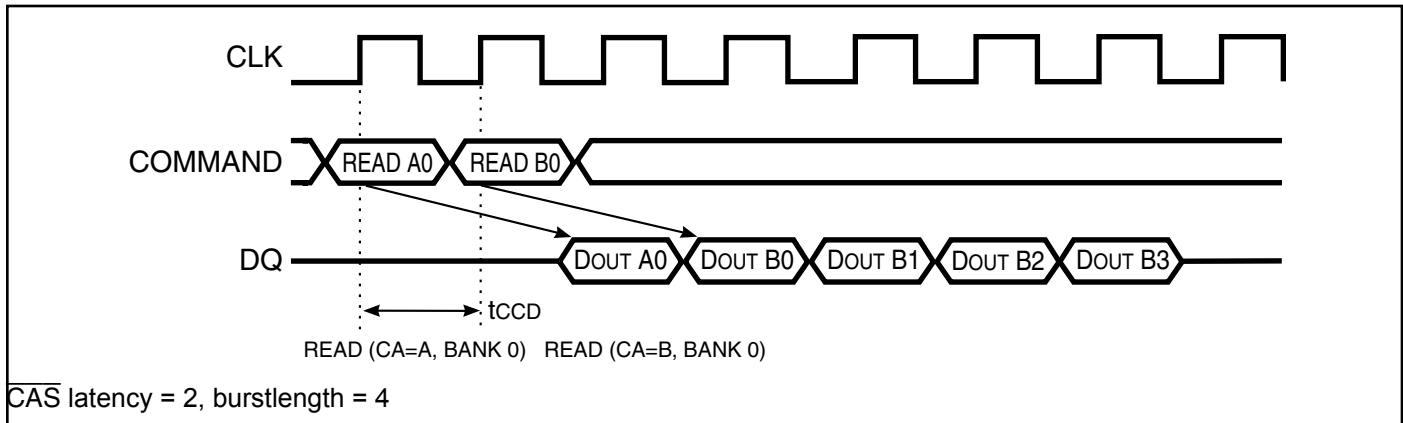 CLK
COMMAND READ A0 READ B0
DQ DOUT A0 DOUT B0 DOUT B1 DOUT B2 DOUT B3
tCCD
READ (CA=A, BANK 0) READ (CA=B, BANK 0)
C̅A̅S̅ latency = 2, burstlength = 4